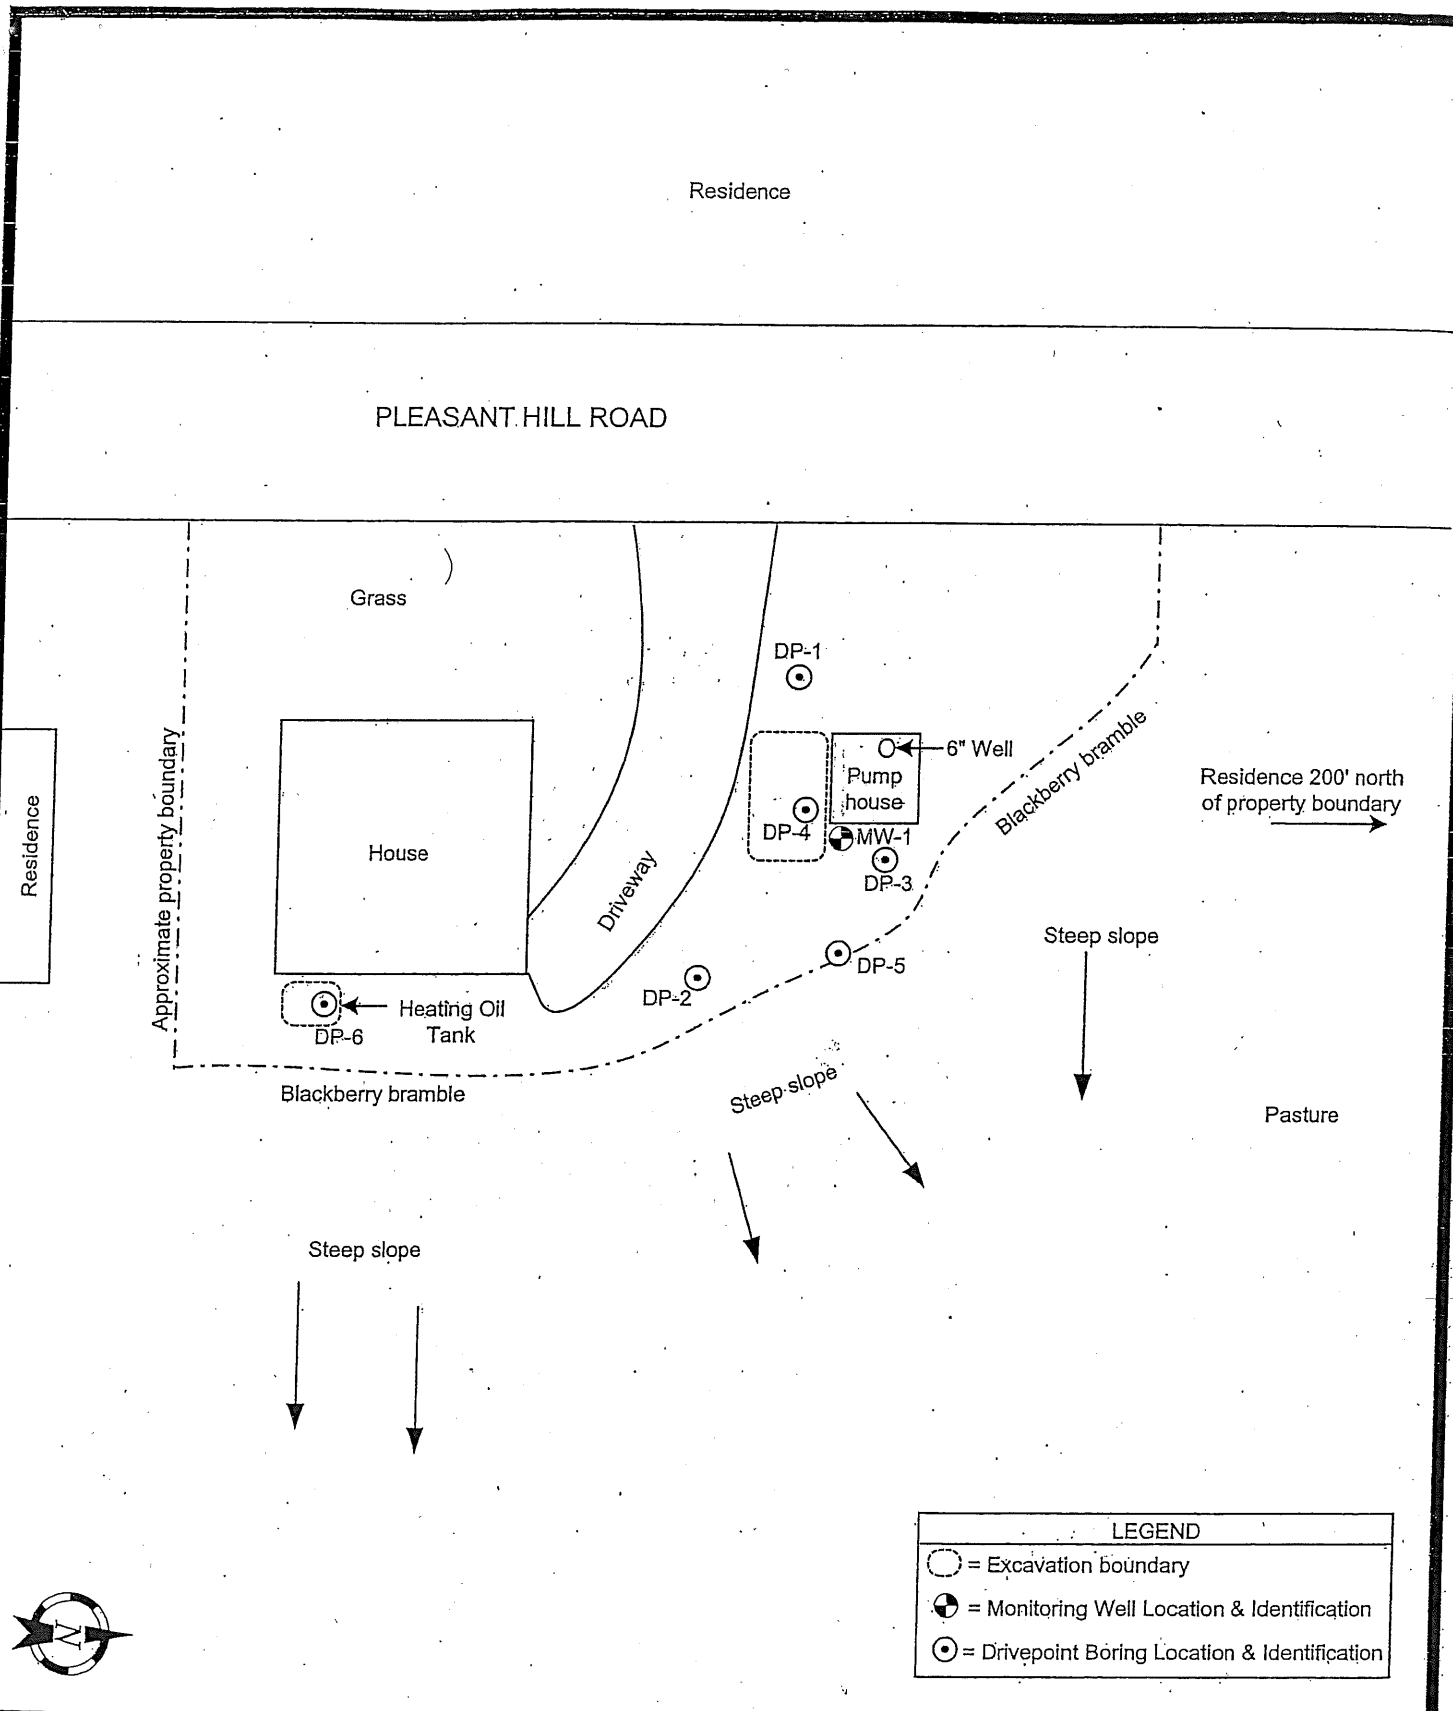 Residence
PLEASANT HILL ROAD
Grass
DP-1
6" Well
Pump
house
Blackberry bramble
Residence 200' north
of property boundary
Approximate property boundary
Residence
House
Driveway
DP-4
MW-1
DP-3
Steep slope
DP-5
DP-2
Heating Oil
Tank
DP-6
Blackberry bramble
Steep slope
Pasture
Steep slope
LEGEND
= Excavation boundary
= Monitoring Well Location & Identification
= Drivepoint Boring Location & Identification
N